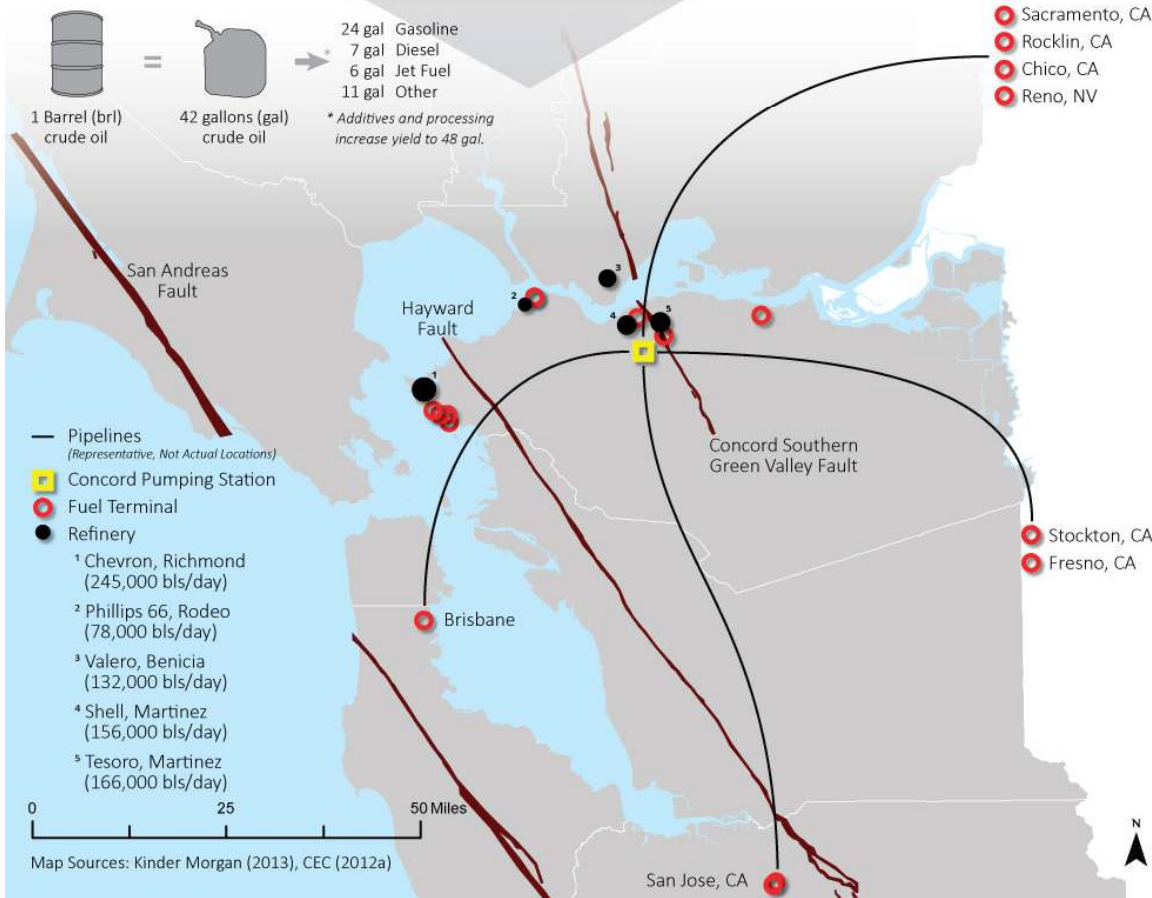 24 gal Gasoline
7 gal Diesel
6 gal Jet Fuel
11 gal Other
* Additives and processing
increase yield to 48 gal.
=
*
1 Barrel (brl)
crude oil
42 gallons (gal)
crude oil
Sacramento, CA
Rocklin, CA
Chico, CA
Reno, NV
San Andreas
Fault
Hayward
Fault
1
2
3
4
5
Concord Southern
Green Valley Fault
Pipelines
(Representative, Not Actual Locations)
Concord Pumping Station
Fuel Terminal
Refinery
1 Chevron, Richmond
(245,000 bls/day)
2 Phillips 66, Rodeo
(78,000 bls/day)
3 Valero, Benicia
(132,000 bls/day)
4 Shell, Martinez
(156,000 bls/day)
5 Tesoro, Martinez
(166,000 bls/day)
Stockton, CA
Fresno, CA
Brisbane
San Jose, CA
0 25 50 Miles
Map Sources: Kinder Morgan (2013), CEC (2012a)
N